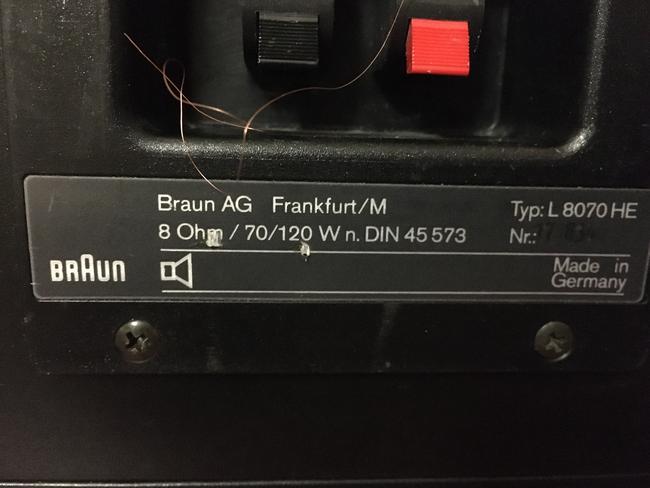 Braun AG Frankfurt/M
8 Ohm / 70/120 W n. DIN 45 573
Typ: L 8070 HE
Nr.:
BRAUN
Made in
Germany